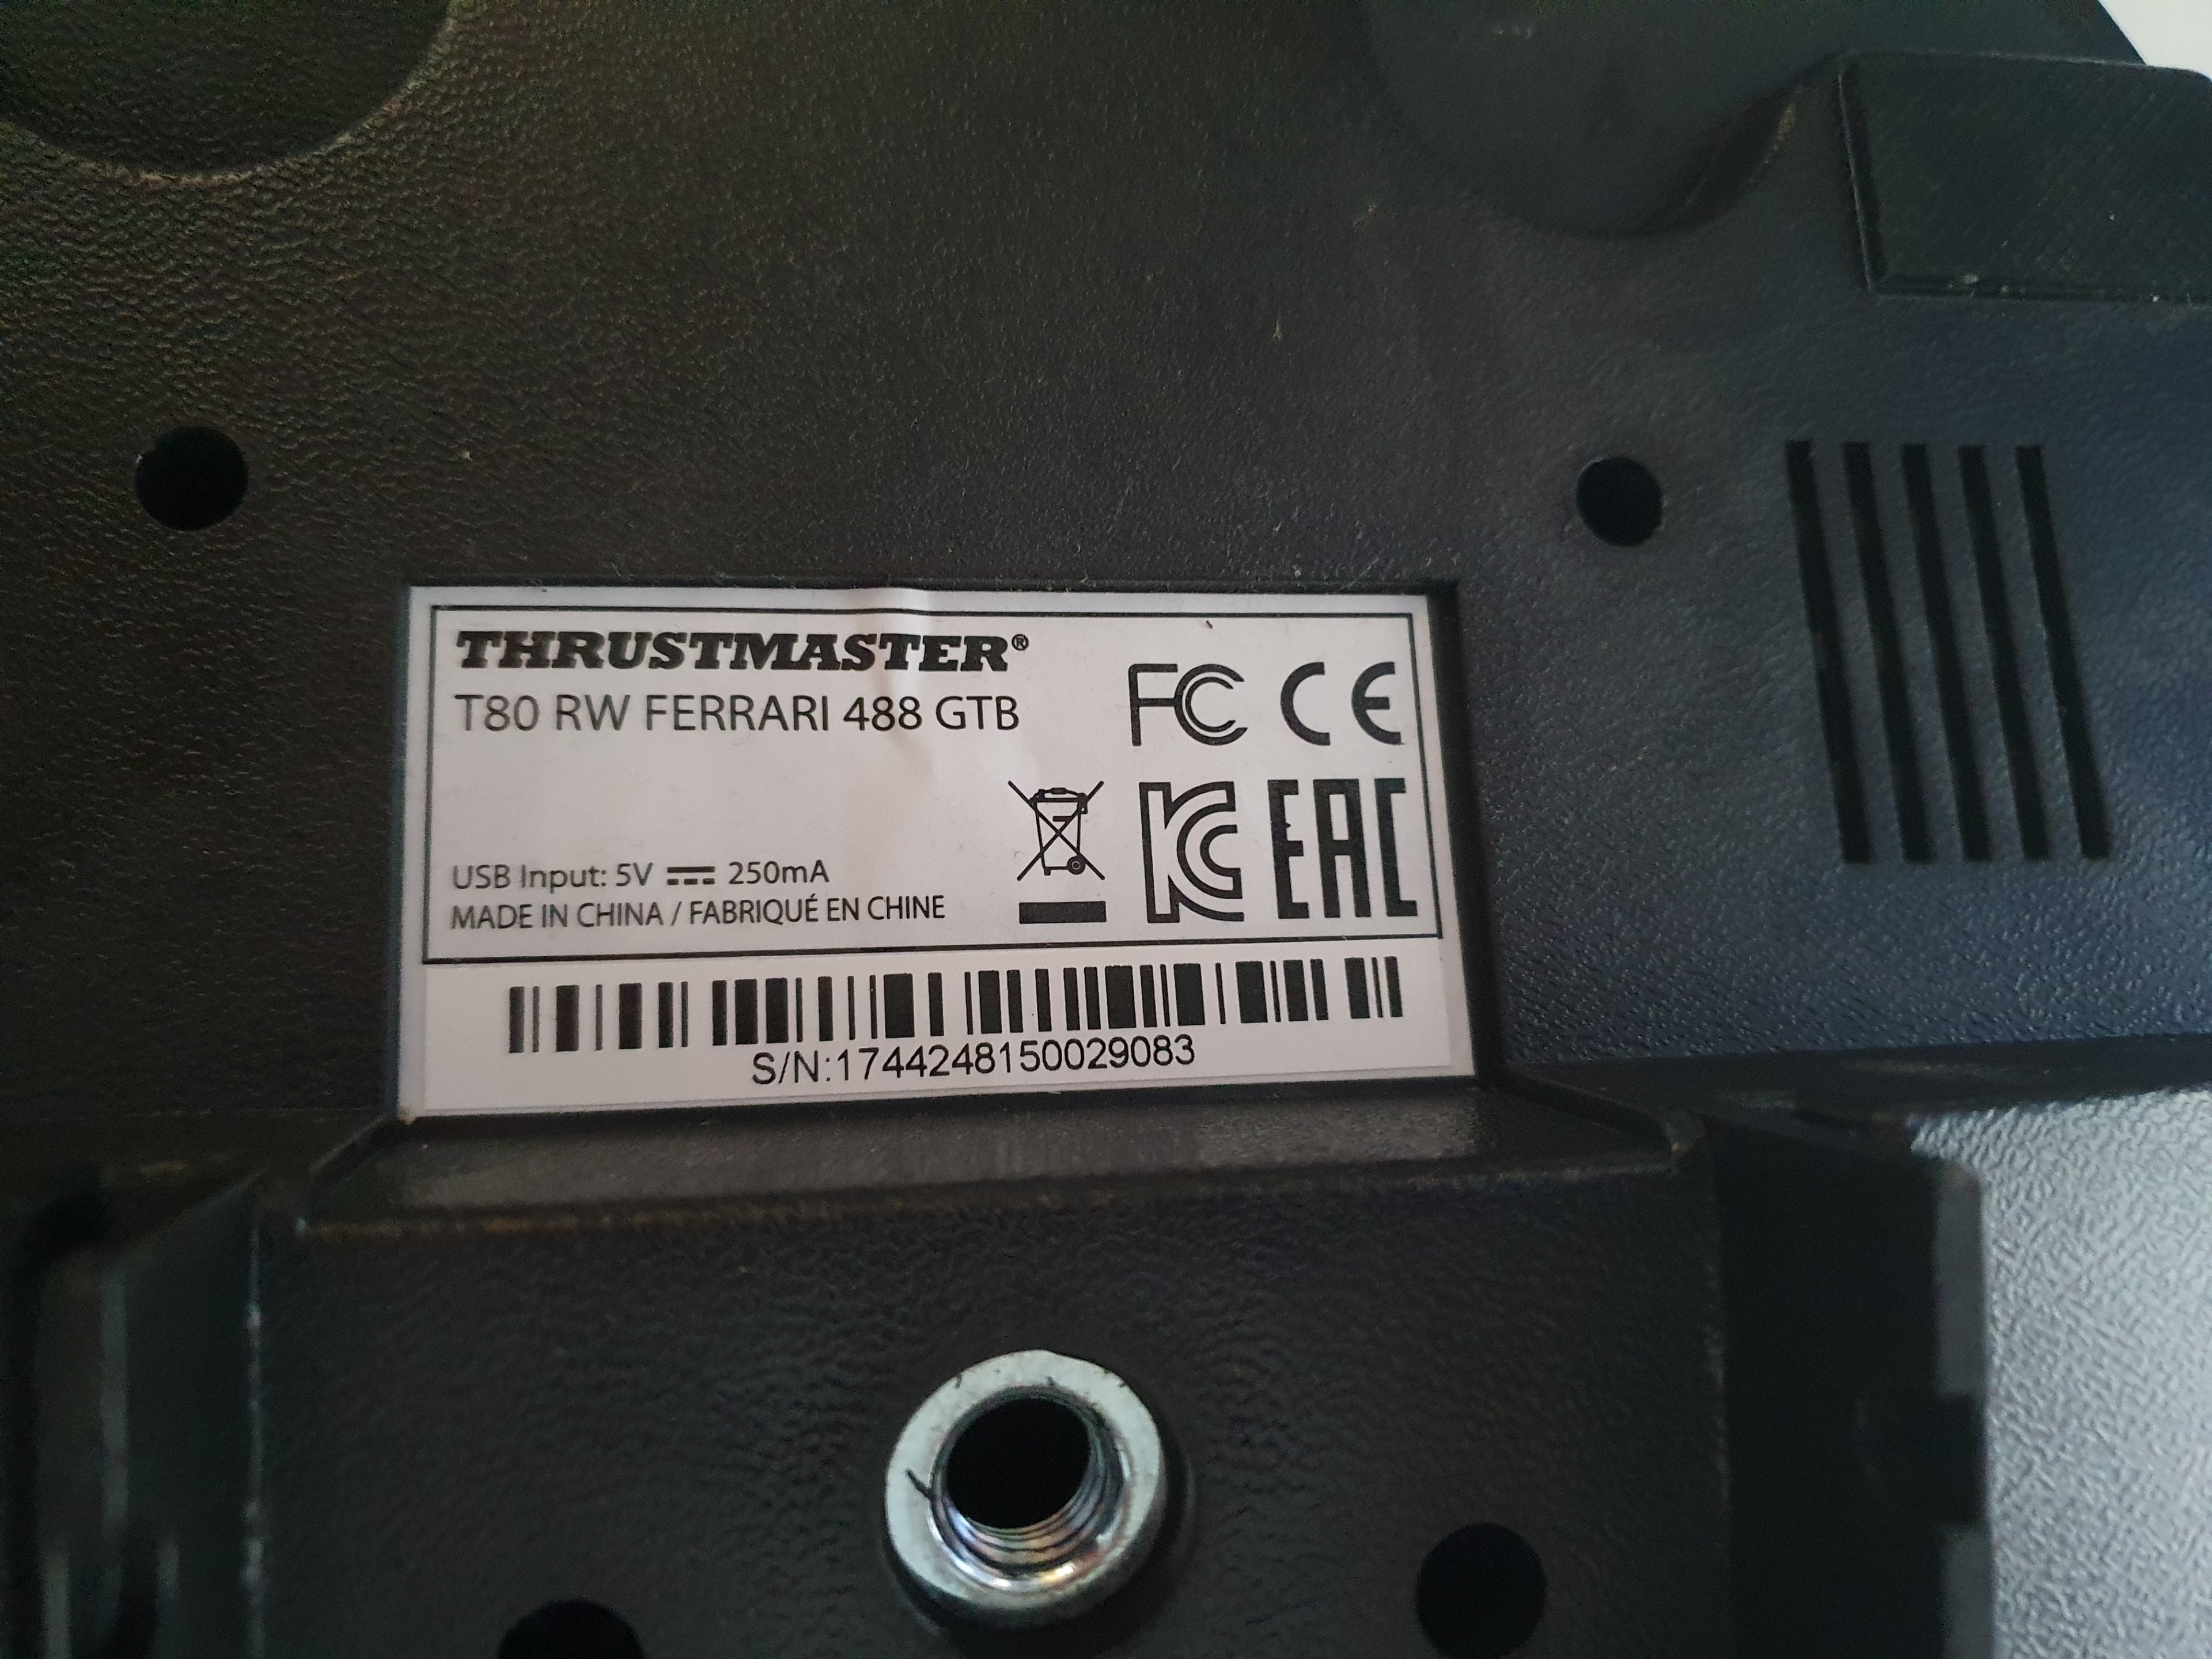 THRUSTMASTER®
T80 RW FERRARI 488 GTB
FC CE
KC EAC
USB Input: 5V ⎓ 250mA
MADE IN CHINA / FABRIQUÉ EN CHINE
S/N:1744248150029083